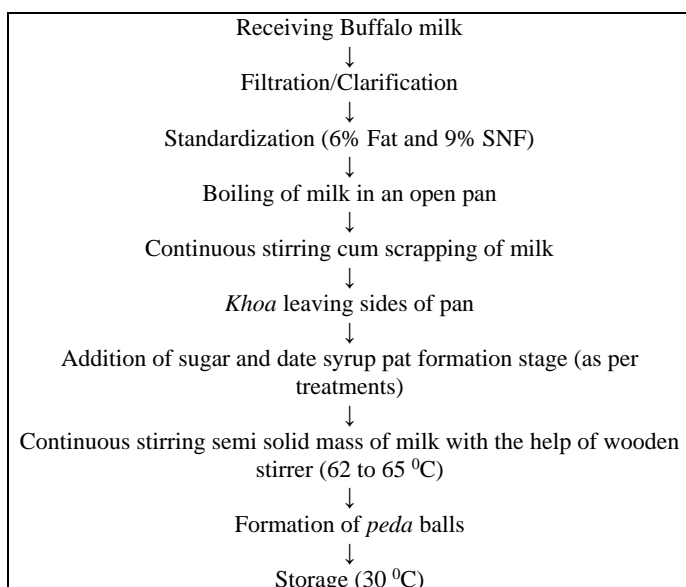 Receiving Buffalo milk
↓
Filtration/Clarification
↓
Standardization (6% Fat and 9% SNF)
↓
Boiling of milk in an open pan
↓
Continuous stirring cum scrapping of milk
↓
Khoa leaving sides of pan
↓
Addition of sugar and date syrup pat formation stage (as per
treatments)
↓
Continuous stirring semi solid mass of milk with the help of wooden
stirrer (62 to 65 ⁰C)
↓
Formation of peda balls
↓
Storage (30 ⁰C)